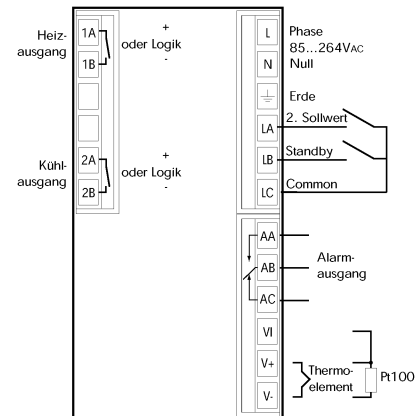 Heiz-
ausgang
1A
1B
+
oder Logik
-
Kühl-
ausgang
2A
2B
+
oder Logik
-
L Phase
85...264VAC
N Null
Erde
LA 2. Sollwert
LB Standby
LC Common
AA
AB
AC
Alarm-
ausgang
VI
V+
V-
Thermo-
element
Pt100